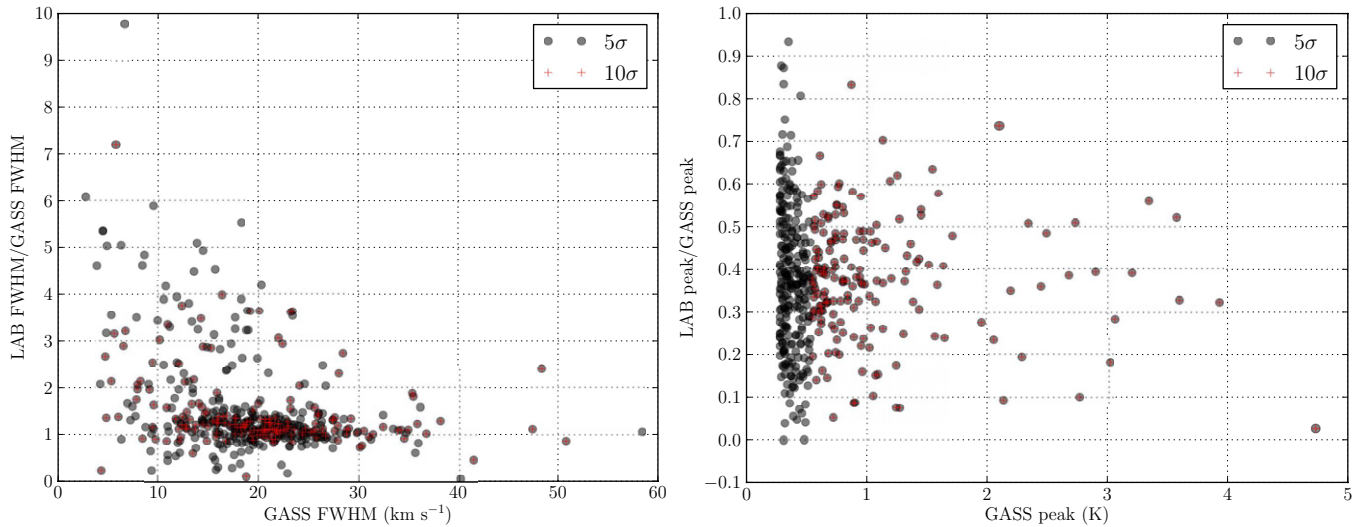 10
9
8
7
6
5
4
3
2
1
0
LAB FWHM/GASS FWHM
0 10 20 30 40 50 60
GASS FWHM (km s⁻¹)
5σ
10σ
1.0
0.9
0.8
0.7
0.6
0.5
0.4
0.3
0.2
0.1
0.0
−0.1
LAB peak/GASS peak
0 1 2 3 4 5
GASS peak (K)
5σ
10σ